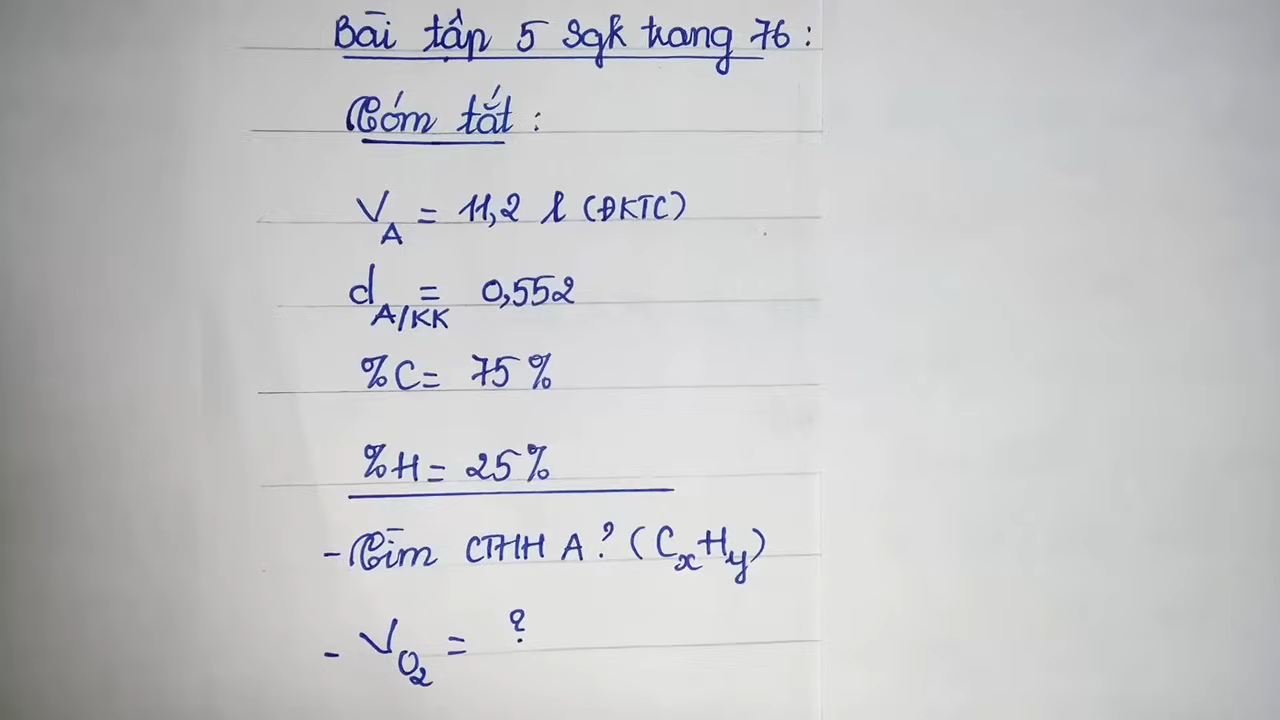 Bài tập 5 sgk trang 76 :
Tóm tắt :
V_A = 11,2 l (ĐKTC)
d_A/KK = 0,552
%C = 75 %
%H = 25 %
- Tìm CTHH A ? (C_xH_y)
- V_O₂ = ?